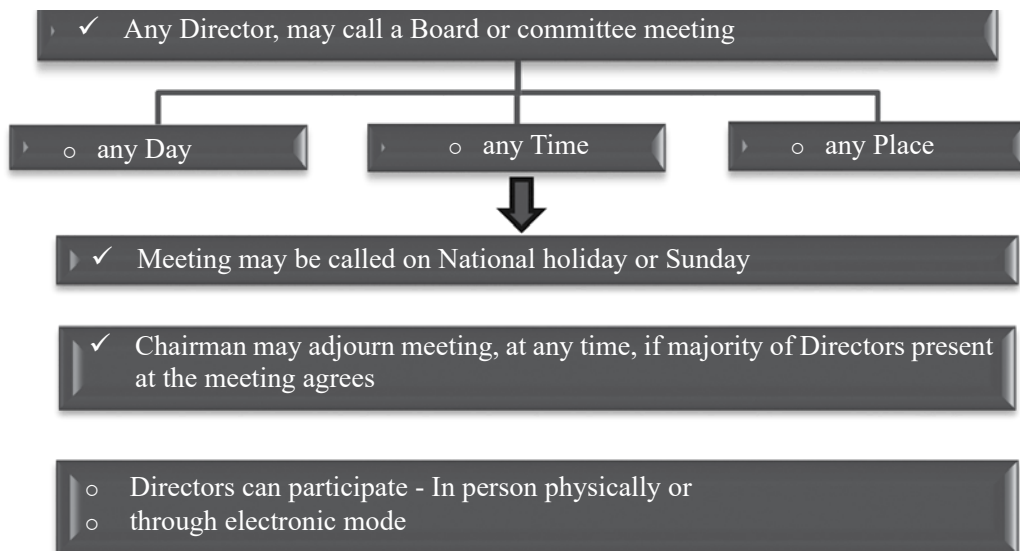 ✓ Any Director, may call a Board or committee meeting
o any Day
o any Time
o any Place
✓ Meeting may be called on National holiday or Sunday
✓ Chairman may adjourn meeting, at any time, if majority of Directors present
at the meeting agrees
o Directors can participate - In person physically or
o through electronic mode